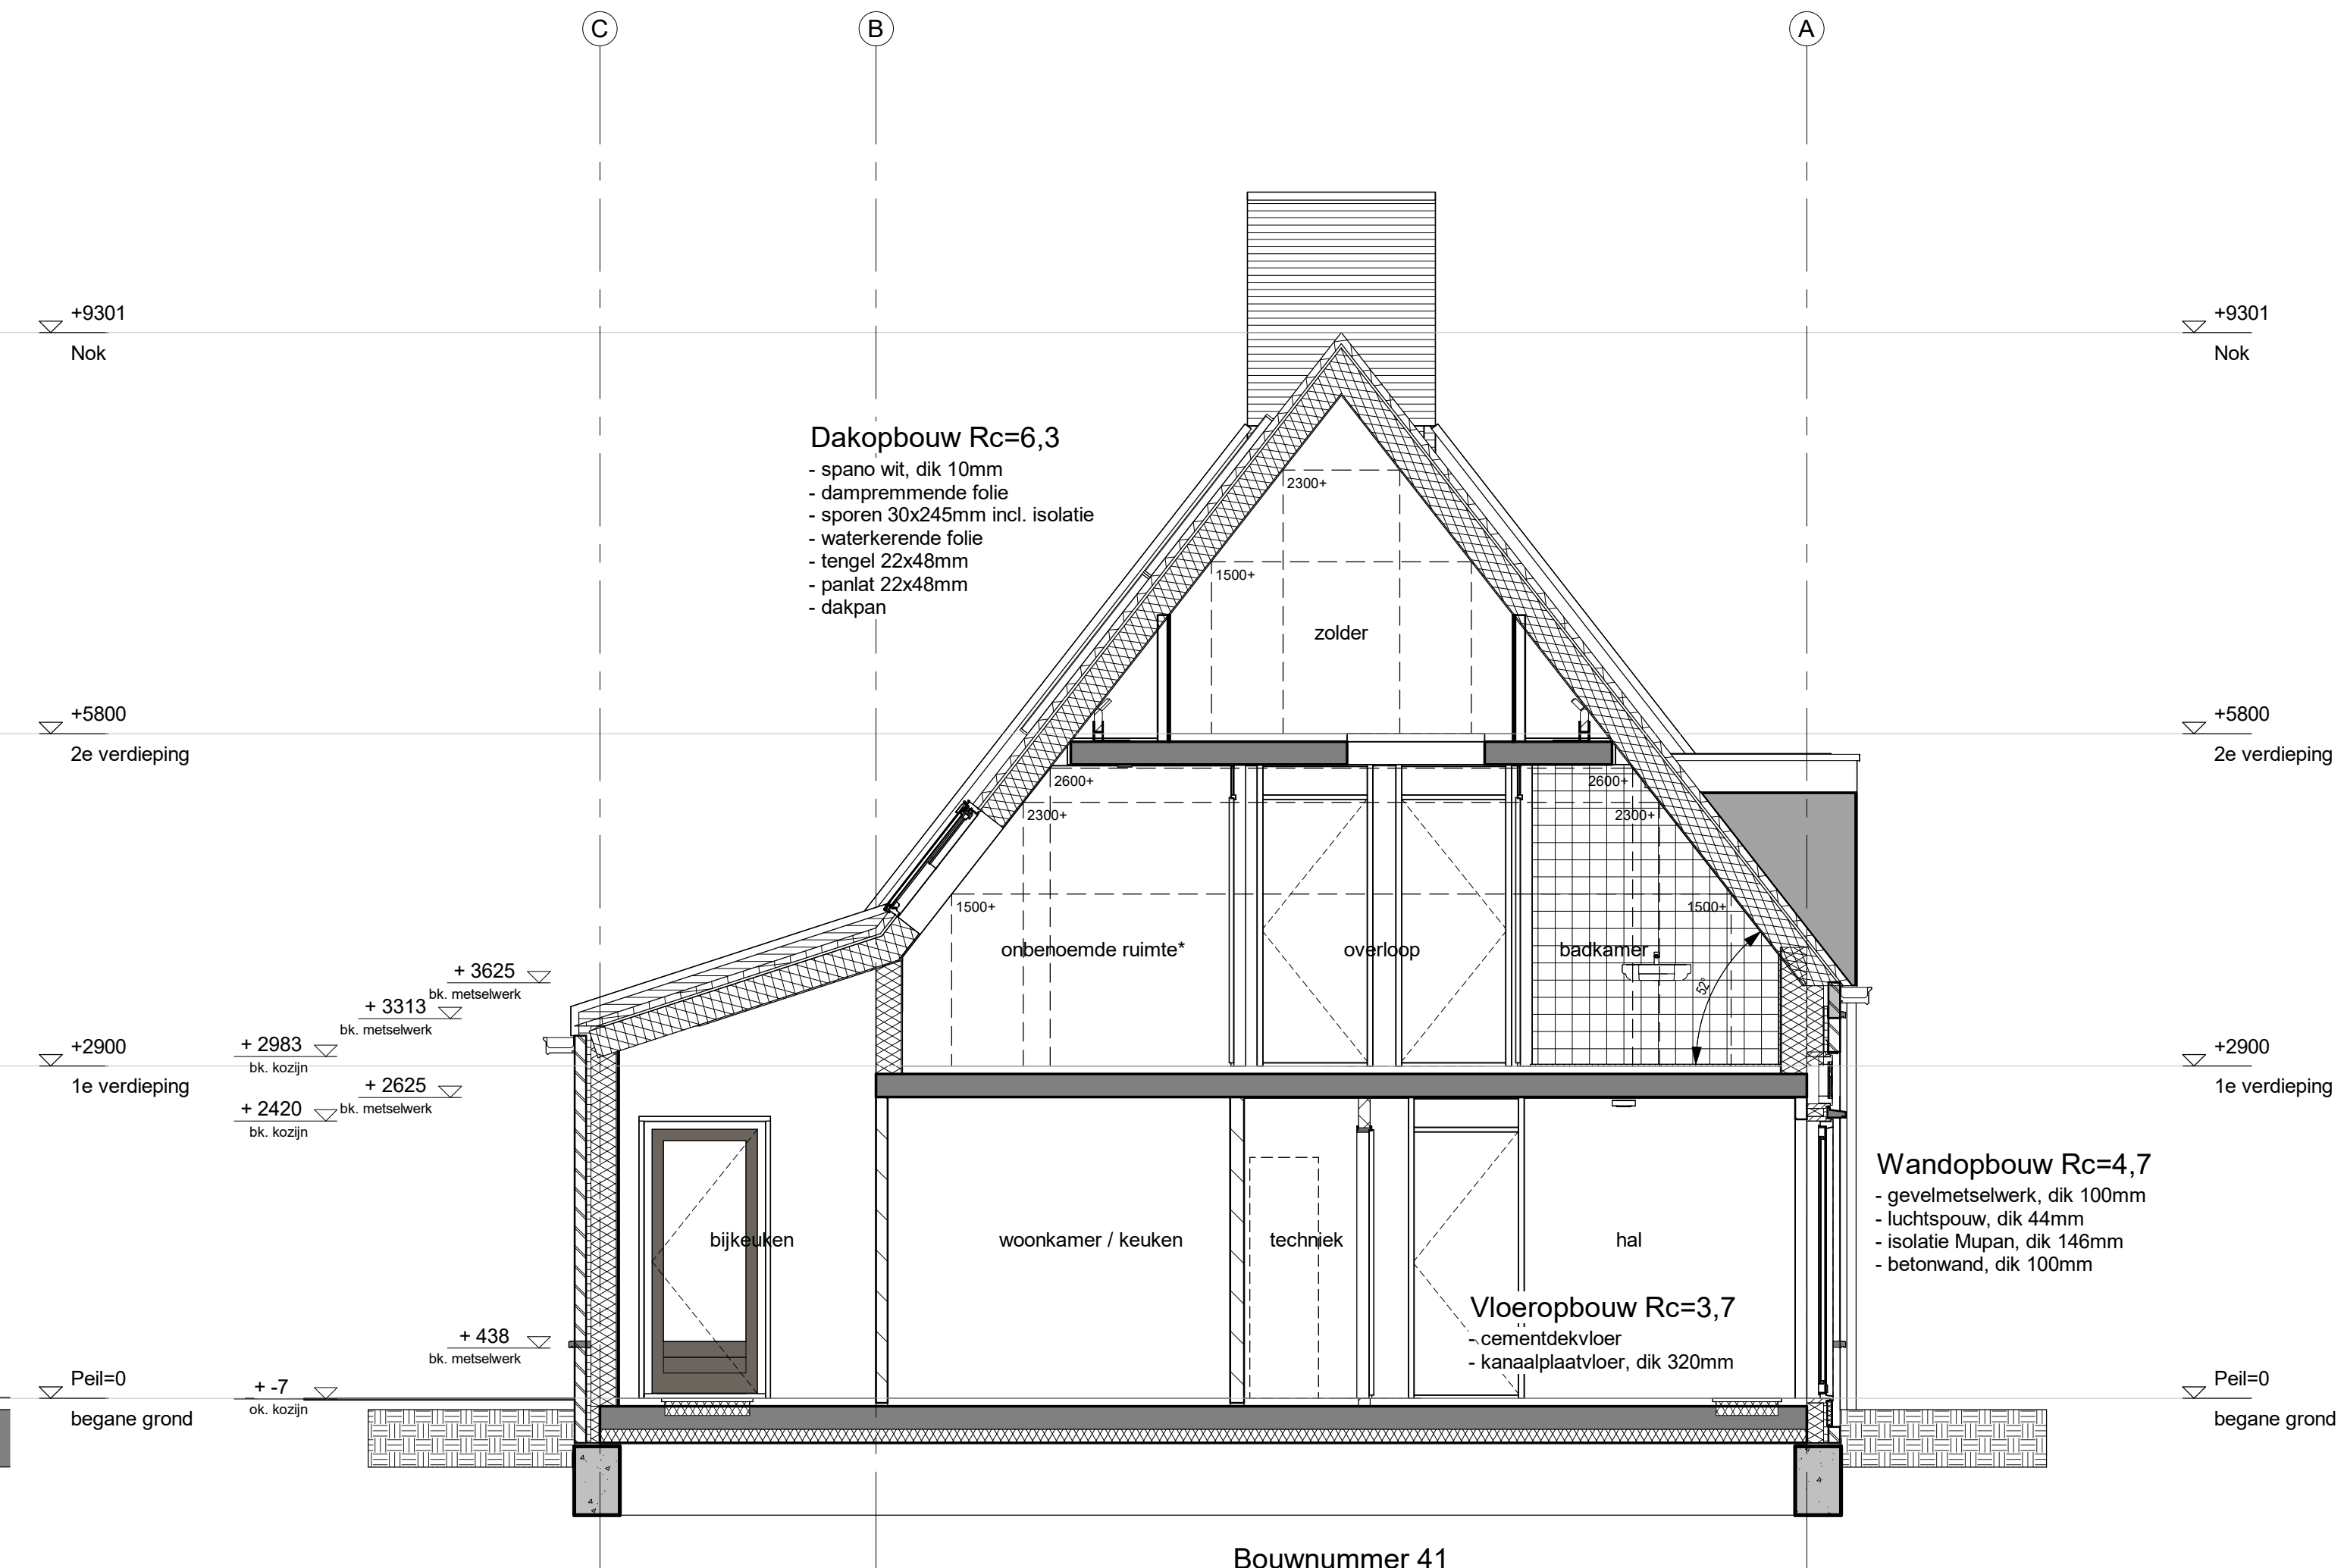 C
B
A
+9301
Nok
+9301
Nok
Dakopbouw Rc=6,3
- spano wit, dik 10mm
- dampremmende folie
- sporen 30x245mm incl. isolatie
- waterkerende folie
- tengel 22x48mm
- panlat 22x48mm
- dakpan
2300+
1500+
zolder
+5800
2e verdieping
+5800
2e verdieping
2600+
2300+
1500+
2600+
2300+
1500+
onbenoemde ruimte*
overloop
badkamer
52°
+ 3625
bk. metselwerk
+ 3313
bk. metselwerk
+ 2983
bk. kozijn
+2900
1e verdieping
+2900
1e verdieping
+ 2625
bk. metselwerk
+ 2420
bk. kozijn
Wandopbouw Rc=4,7
- gevelmetselwerk, dik 100mm
- luchtspouw, dik 44mm
- isolatie Mupan, dik 146mm
- betonwand, dik 100mm
bijkeuken
woonkamer / keuken
techniek
hal
Vloeropbouw Rc=3,7
- cementdekvloer
- kanaalplaatvloer, dik 320mm
+ 438
bk. metselwerk
Peil=0
begane grond
+ -7
ok. kozijn
Peil=0
begane grond
Bouwnummer 41